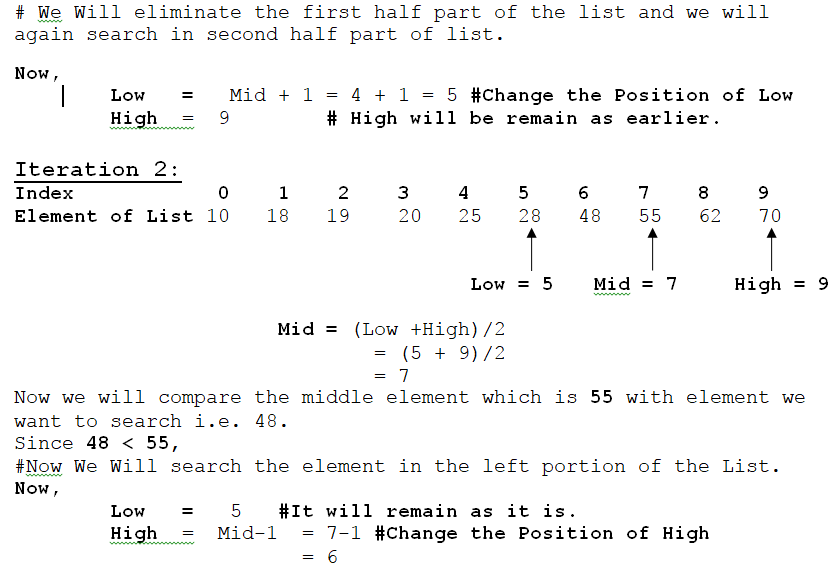 # We Will eliminate the first half part of the list and we will
again search in second half part of list.
Now,
Low = Mid + 1 = 4 + 1 = 5 #Change the Position of Low
High = 9 # High will be remain as earlier.
Iteration 2:
Index 0 1 2 3 4 5 6 7 8 9
Element of List 10 18 19 20 25 28 48 55 62 70
Low = 5 Mid = 7 High = 9
Mid = (Low +High)/2
= (5 + 9)/2
= 7
Now we will compare the middle element which is 55 with element we
want to search i.e. 48.
Since 48 < 55,
#Now We Will search the element in the left portion of the List.
Now,
Low = 5 #It will remain as it is.
High = Mid-1 = 7-1 #Change the Position of High
= 6